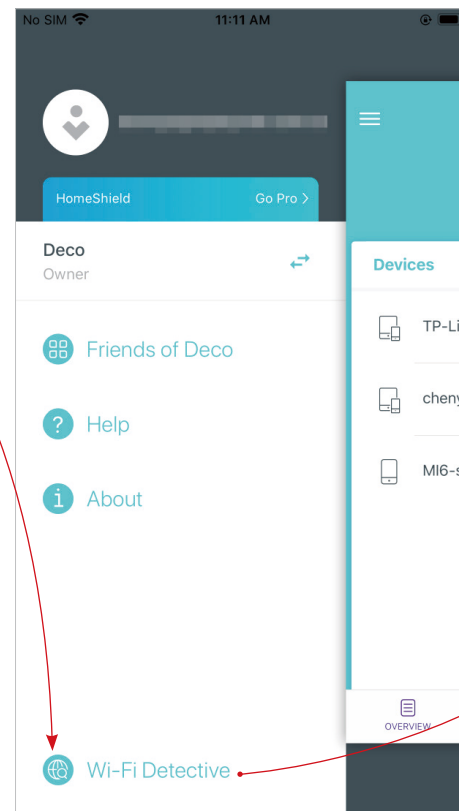 No SIM 11:11 AM
HomeShield Go Pro >
Deco
Owner
Devices
TP-Li
Friends of Deco
cheny
Help
MI6-s
About
OVERVIEW
Wi-Fi Detective